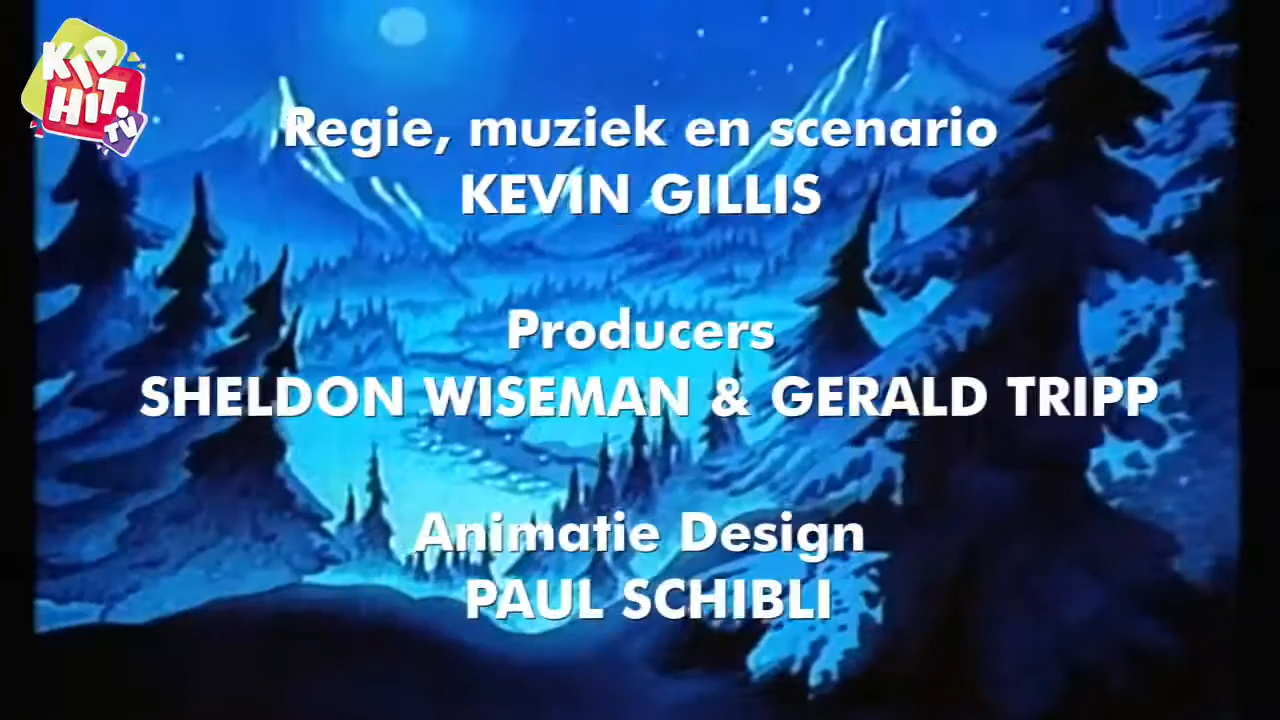 KID
HIT.
TV
Regie, muziek en scenario
KEVIN GILLIS
Producers
SHELDON WISEMAN & GERALD TRIPP
Animatie Design
PAUL SCHIBLI